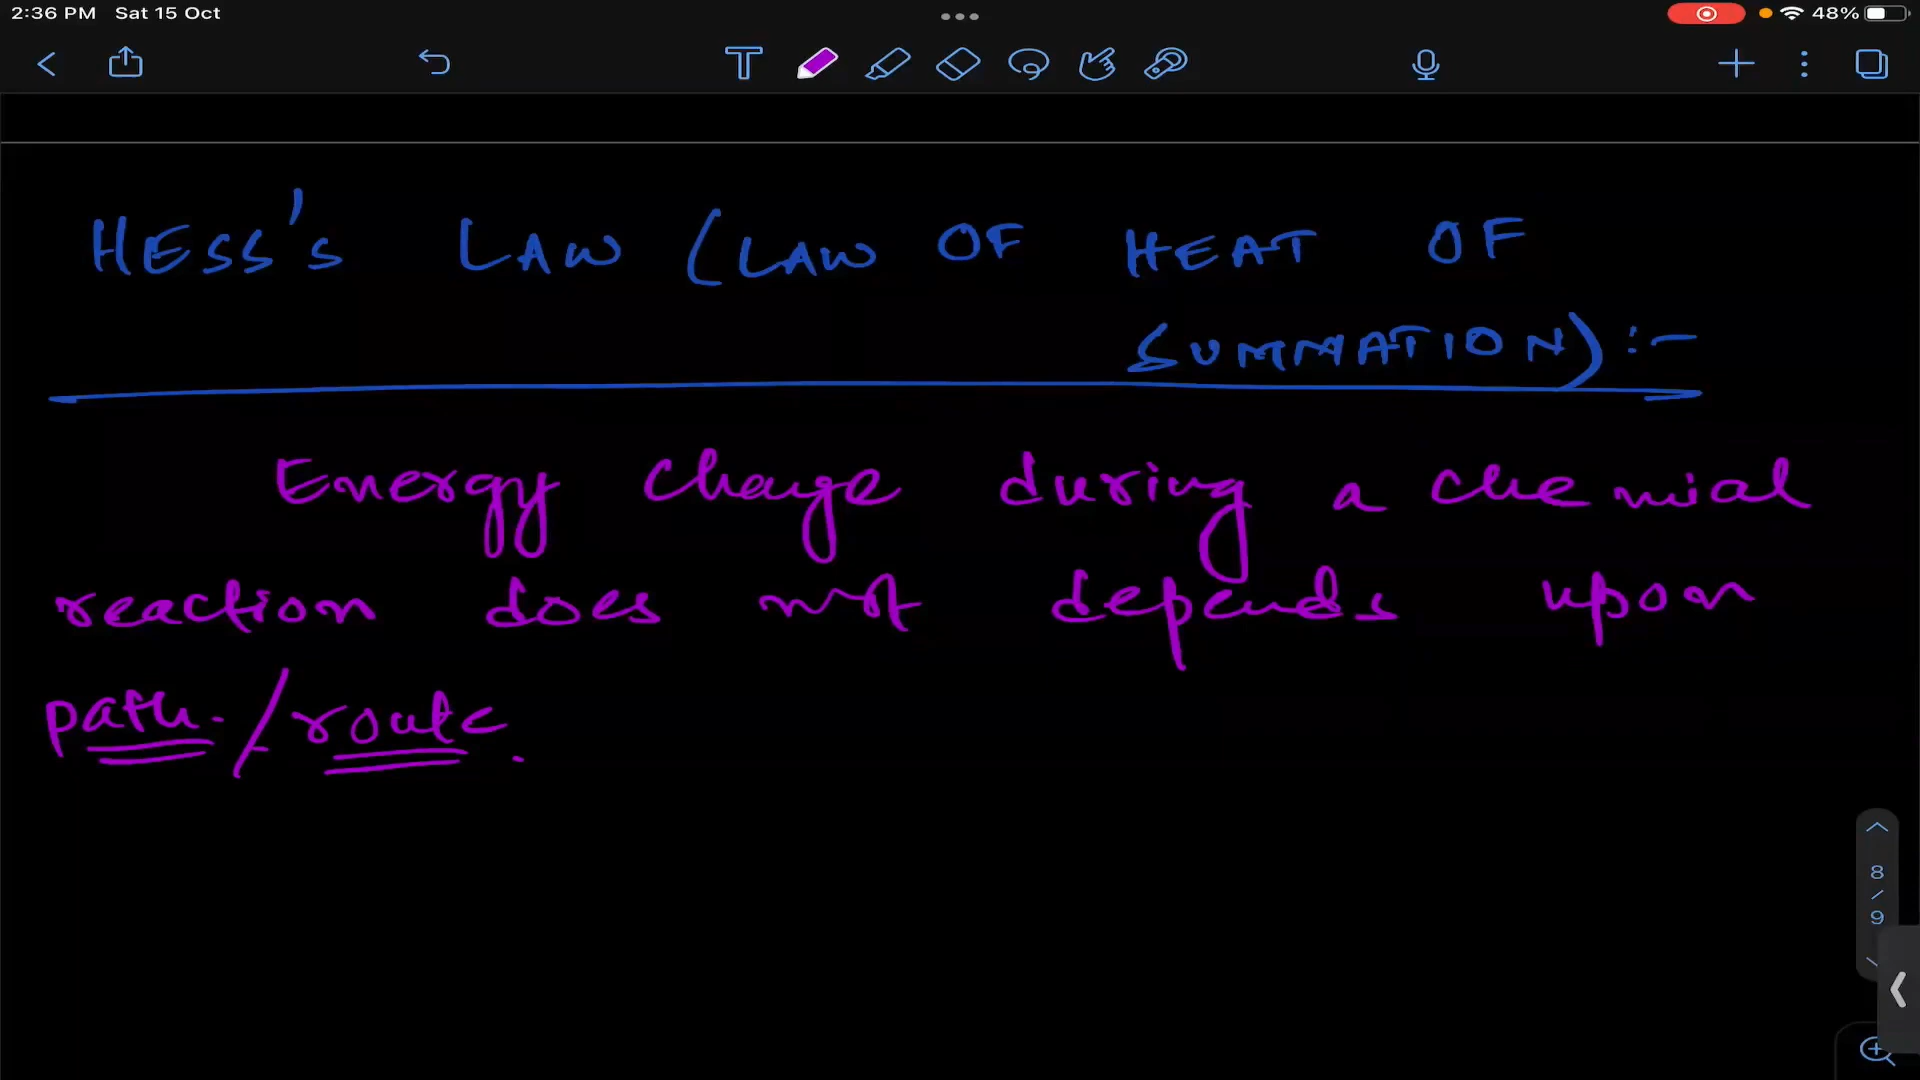 2:36 PM Sat 15 Oct
48%
HESS's LAW (LAW OF HEAT OF
SUMMATION) :-
Energy change during a chemial
reaction does not depends upon
path. / route.
8
/
9